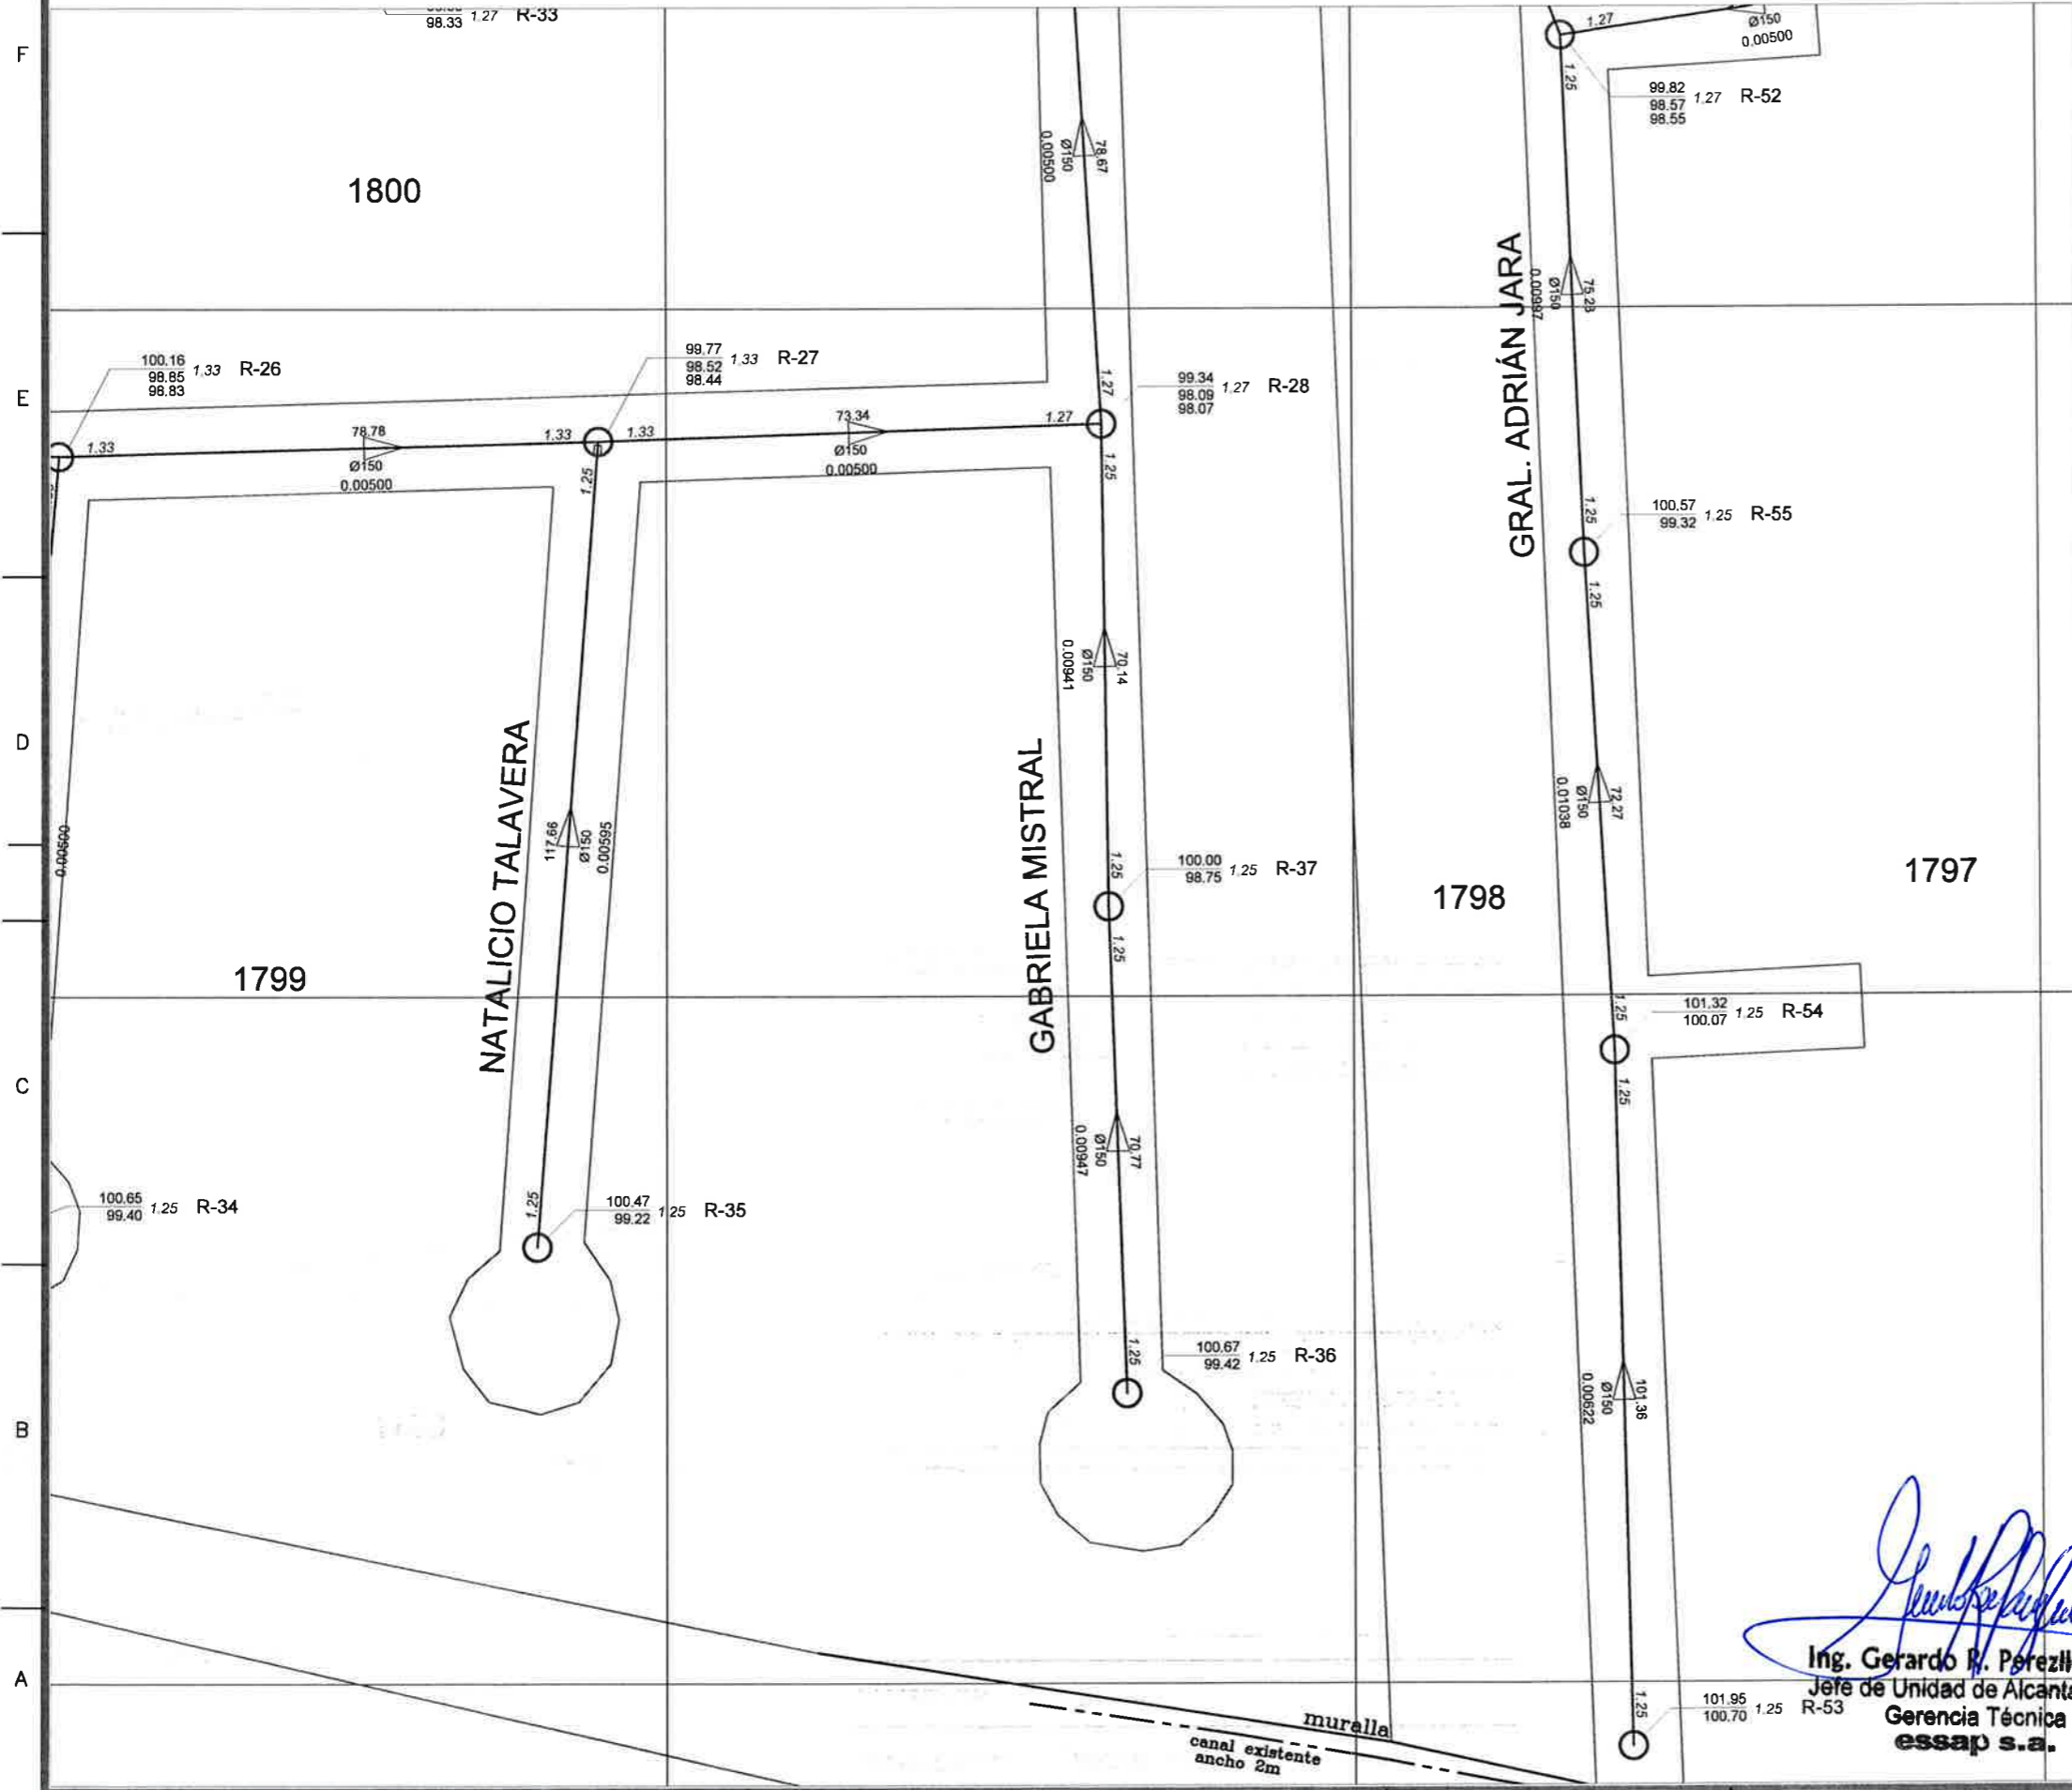 F
98.33 1.27 R-33
1.27
Ø150
0.00500
1.25
99.82
98.57 1.27 R-52
98.55
1800
0.00500
Ø150
78.67
GRAL. ADRIÁN JARA
0.00997
Ø150
75.28
E
100.16
98.85 1.33 R-26
98.83
99.77
98.52 1.33 R-27
98.44
99.34
98.09 1.27 R-28
98.07
1.27
1.33
78.78
Ø150
0.00500
1.33
1.33
73.34
Ø150
0.00500
1.27
1.25
1.25
1.25
100.57
99.32 1.25 R-55
1.25
0.00941
Ø150
70.14
D
NATALICIO TALAVERA
117.66
Ø150
0.00595
0.00500
GABRIELA MISTRAL
0.01038
Ø150
72.27
1.25
100.00
98.75 1.25 R-37
1.25
1798
1797
1799
1.25
101.32
100.07 1.25 R-54
1.25
C
0.00947
Ø150
70.77
100.65
99.40 1.25 R-34
1.25
100.47
99.22 1.25 R-35
1.25
100.67
99.42 1.25 R-36
0.00622
Ø150
101.36
B
A
Ing. Gerardo R.
Jefe de Unidad de
Gerencia Técnica
essap s.a.
1.25
101.95
100.70 1.25 R-53
muralla
canal existente
ancho 2m